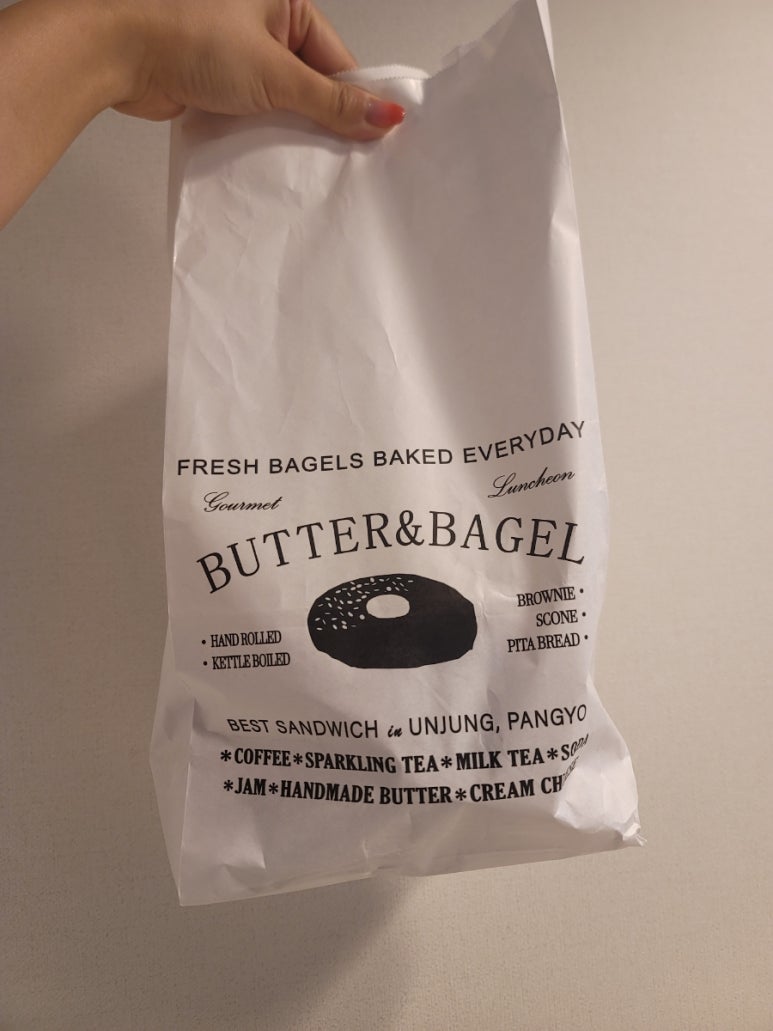 FRESH BAGELS BAKED EVERYDAY
Gourmet Luncheon
BUTTER&BAGEL
• HAND ROLLED
• KETTLE BOILED
BROWNIE •
SCONE •
PITA BREAD •
BEST SANDWICH in UNJUNG, PANGYO
*COFFEE*SPARKLING TEA*MILK TEA*SODA
*JAM*HANDMADE BUTTER*CREAM